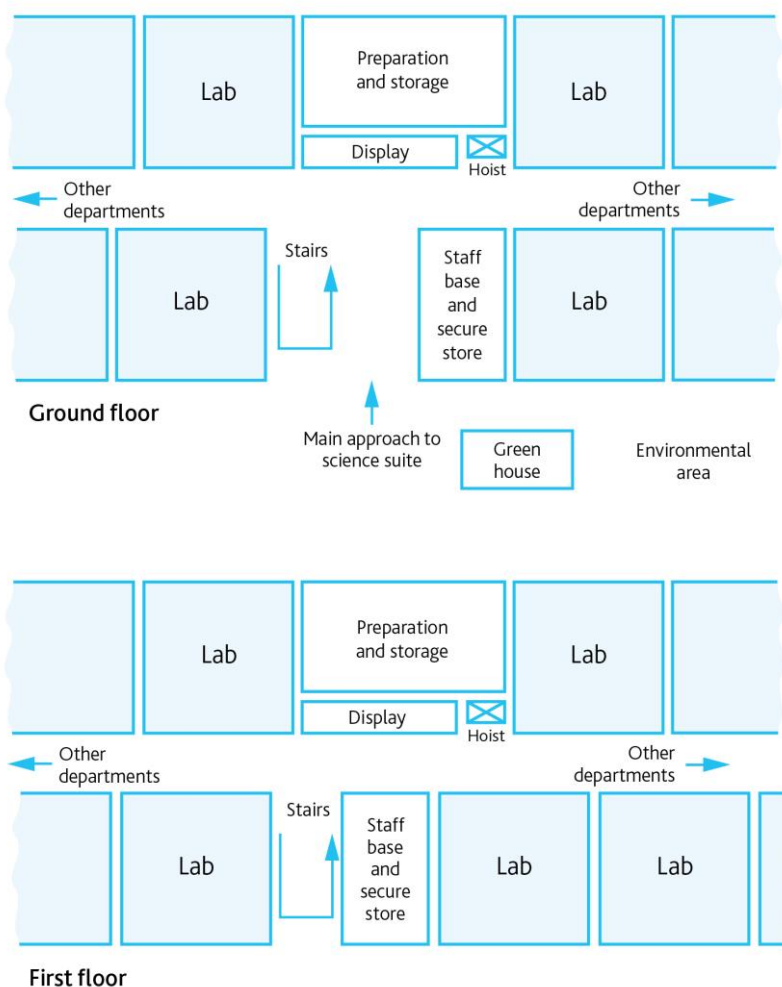 Lab
Preparation
and storage
Lab
Display
Hoist
Other
departments
Other
departments
Lab
Stairs
Staff
base
and
secure
store
Lab
Ground floor
Main approach to
science suite
Green
house
Environmental
area
Lab
Preparation
and storage
Lab
Display
Hoist
Other
departments
Other
departments
Lab
Stairs
Staff
base
and
secure
store
Lab
Lab
First floor